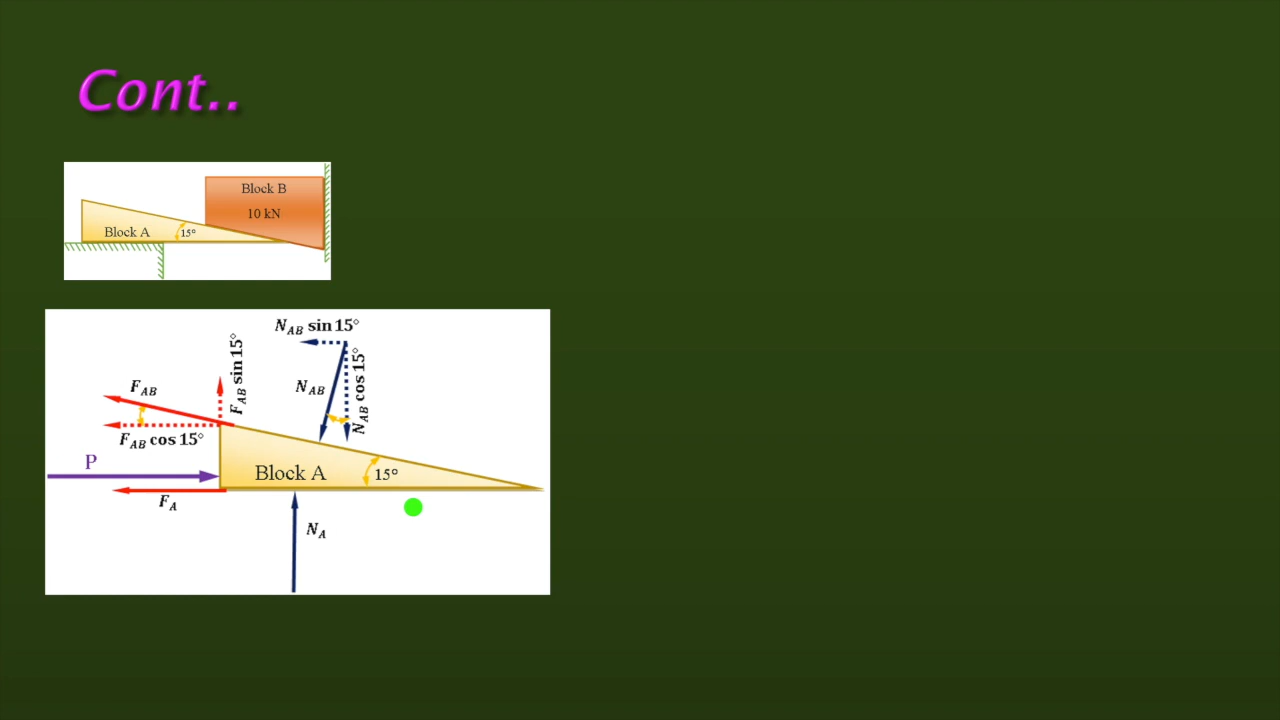 Cont..
Block B
10 kN
Block A
15°
N_AB sin 15°
F_AB sin 15°
N_AB cos 15°
F_AB
N_AB
F_AB cos 15°
P
Block A
15°
F_A
N_A